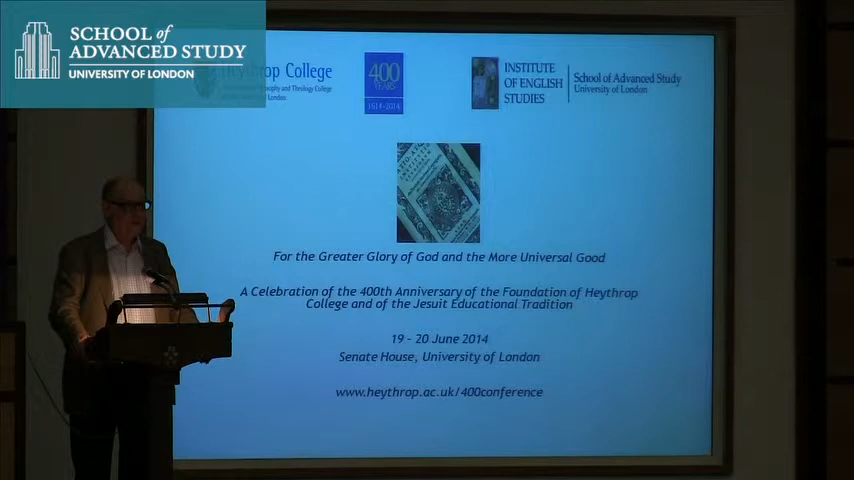 SCHOOL of
ADVANCED STUDY
UNIVERSITY OF LONDON
Heythrop College
400
YEARS
1614-2014
INSTITUTE
OF ENGLISH
STUDIES
School of Advanced Study
University of London
For the Greater Glory of God and the More Universal Good
A Celebration of the 400th Anniversary of the Foundation of Heythrop
College and of the Jesuit Educational Tradition
19 - 20 June 2014
Senate House, University of London
www.heythrop.ac.uk/400conference